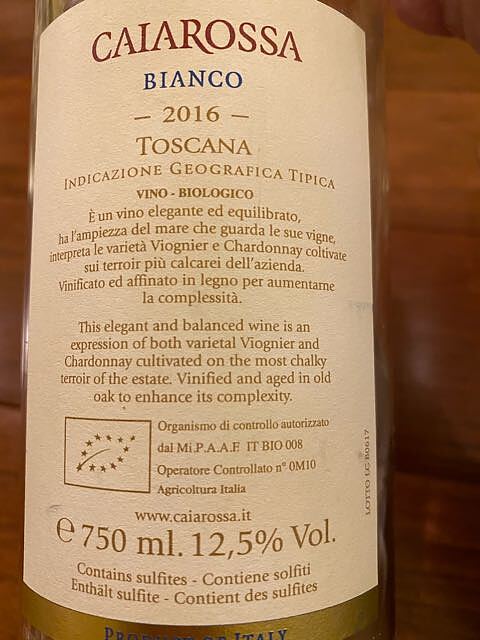 CAIAROSSA
BIANCO
– 2016 –
TOSCANA
INDICAZIONE GEOGRAFICA TIPICA
VINO - BIOLOGICO
È un vino elegante ed equilibrato,
ha l'ampiezza del mare che guarda le sue vigne,
interpreta le varietà Viognier e Chardonnay coltivate
sui terroir più calcarei dell'azienda.
Vinificato ed affinato in legno per aumentarne
la complessità.
This elegant and balanced wine is an
expression of both varietal Viognier and
Chardonnay cultivated on the most chalky
terroir of the estate. Vinified and aged in old
oak to enhance its complexity.
Organismo di controllo autorizzato
dal Mi.P.A.A.F. IT BIO 008
Operatore Controllato n° 0M10
Agricoltura Italia
LOTTO LC B0617
www.caiarossa.it
e 750 ml. 12,5% Vol.
Contains sulfites - Contiene solfiti
Enthält sulfite - Contient des sulfites
PRODUCT OF ITALY